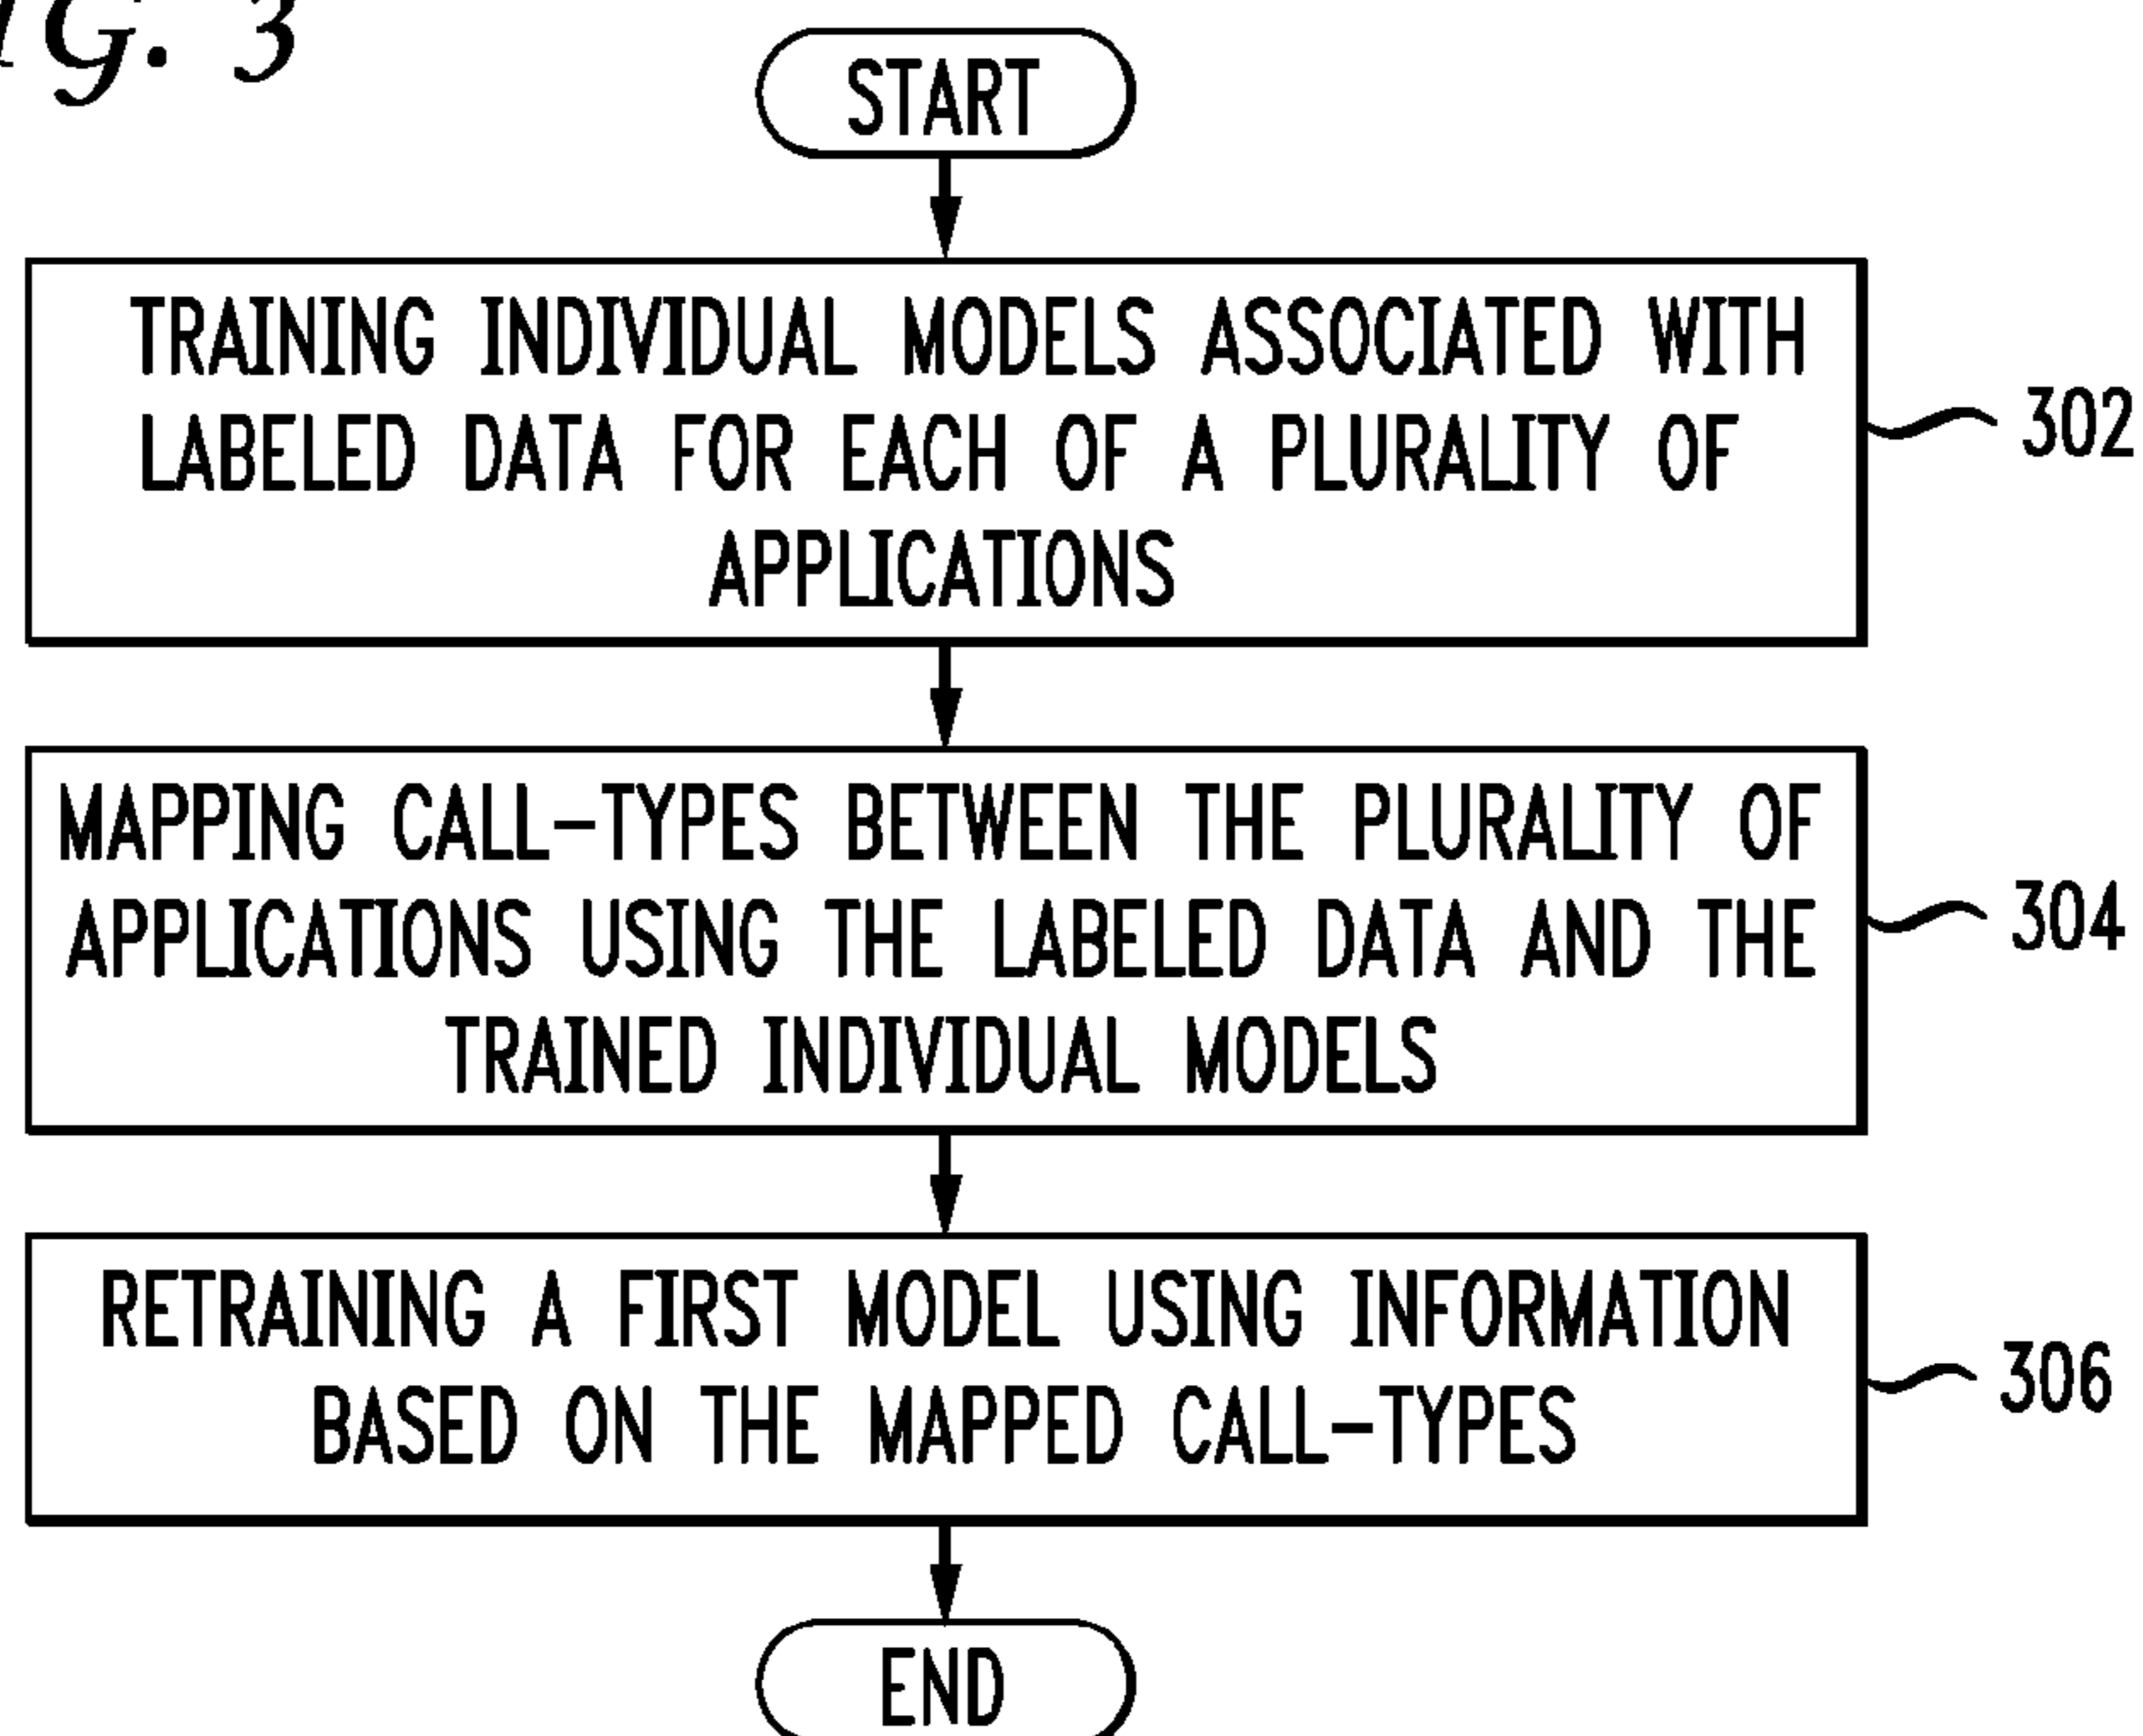 FIG. 3
START
TRAINING INDIVIDUAL MODELS ASSOCIATED WITH
LABELED DATA FOR EACH OF A PLURALITY OF
APPLICATIONS
302
MAPPING CALL-TYPES BETWEEN THE PLURALITY OF
APPLICATIONS USING THE LABELED DATA AND THE
TRAINED INDIVIDUAL MODELS
304
RETRAINING A FIRST MODEL USING INFORMATION
BASED ON THE MAPPED CALL-TYPES
306
END